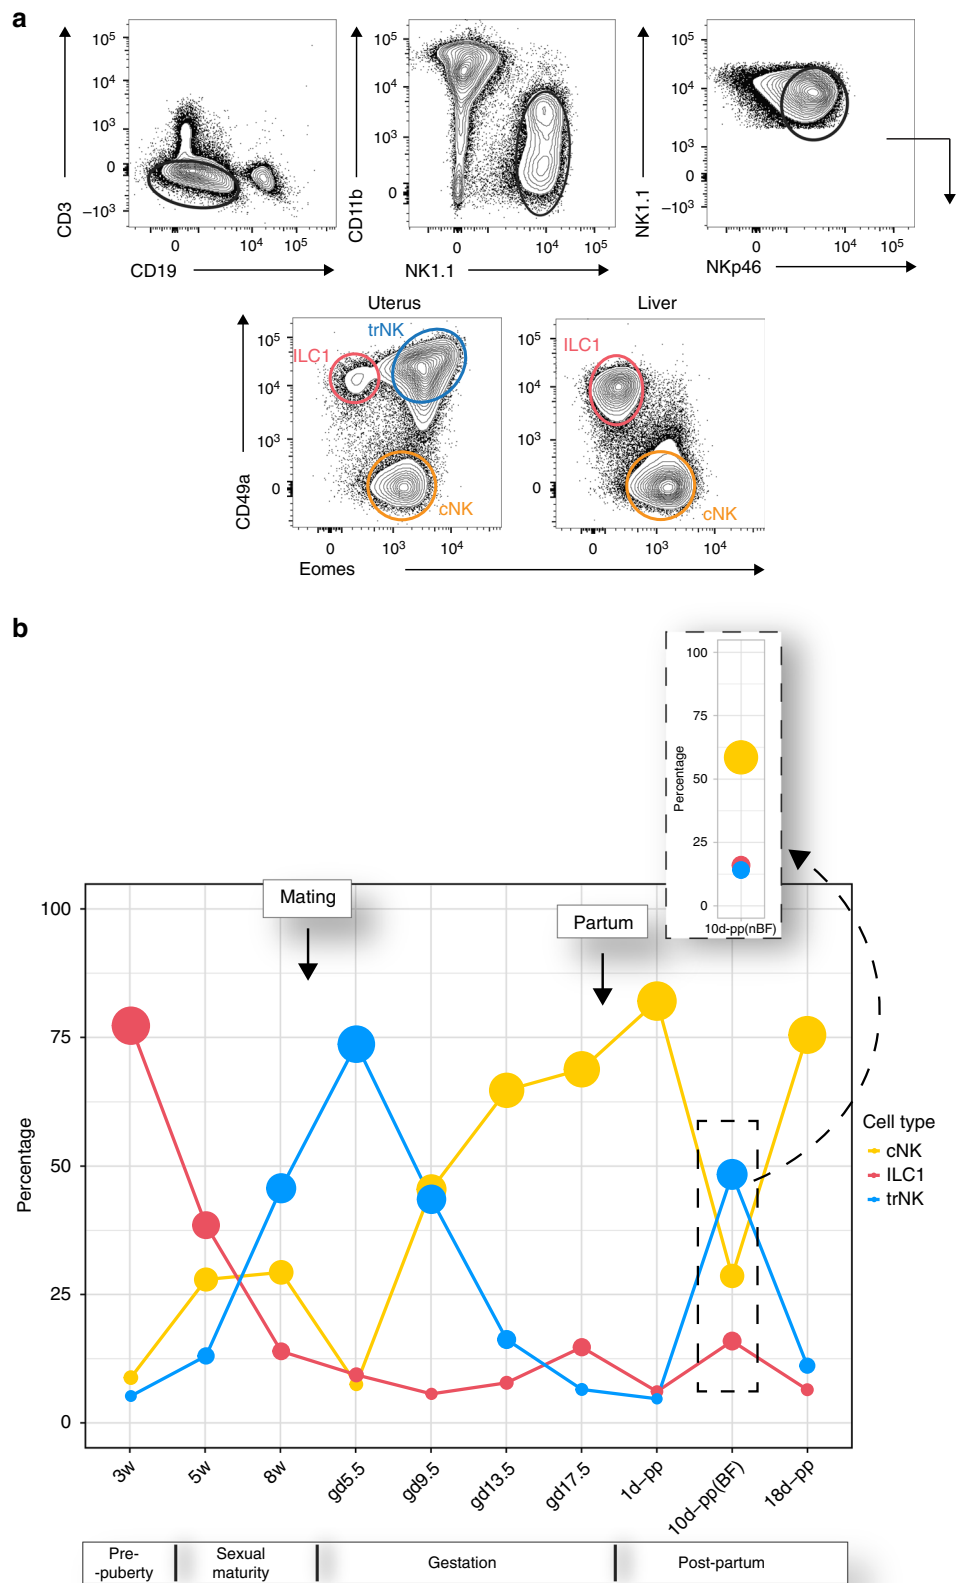 a
CD3
10⁵
10⁴
10³
0
−10³
0
10⁴
10⁵
CD19
CD11b
10⁵
10⁴
10³
0
0
10⁴
10⁵
NK1.1
NK1.1
10⁵
10⁴
10³
0
−10³
0
10⁴
10⁵
NKp46
Uterus
Liver
CD49a
10⁵
10⁴
10³
0
trNK
ILC1
cNK
0
10³
10⁴
10⁵
10⁴
10³
0
ILC1
cNK
0
10³
10⁴
Eomes
b
100
75
50
25
0
Percentage
10d-pp(nBF)
Mating
Partum
100
75
50
25
0
Percentage
Cell type
cNK
ILC1
trNK
3w
5w
8w
gd5.5
gd9.5
gd13.5
gd17.5
1d−pp
10d−pp(BF)
18d−pp
Pre-
-puberty
Sexual
maturity
Gestation
Post-partum